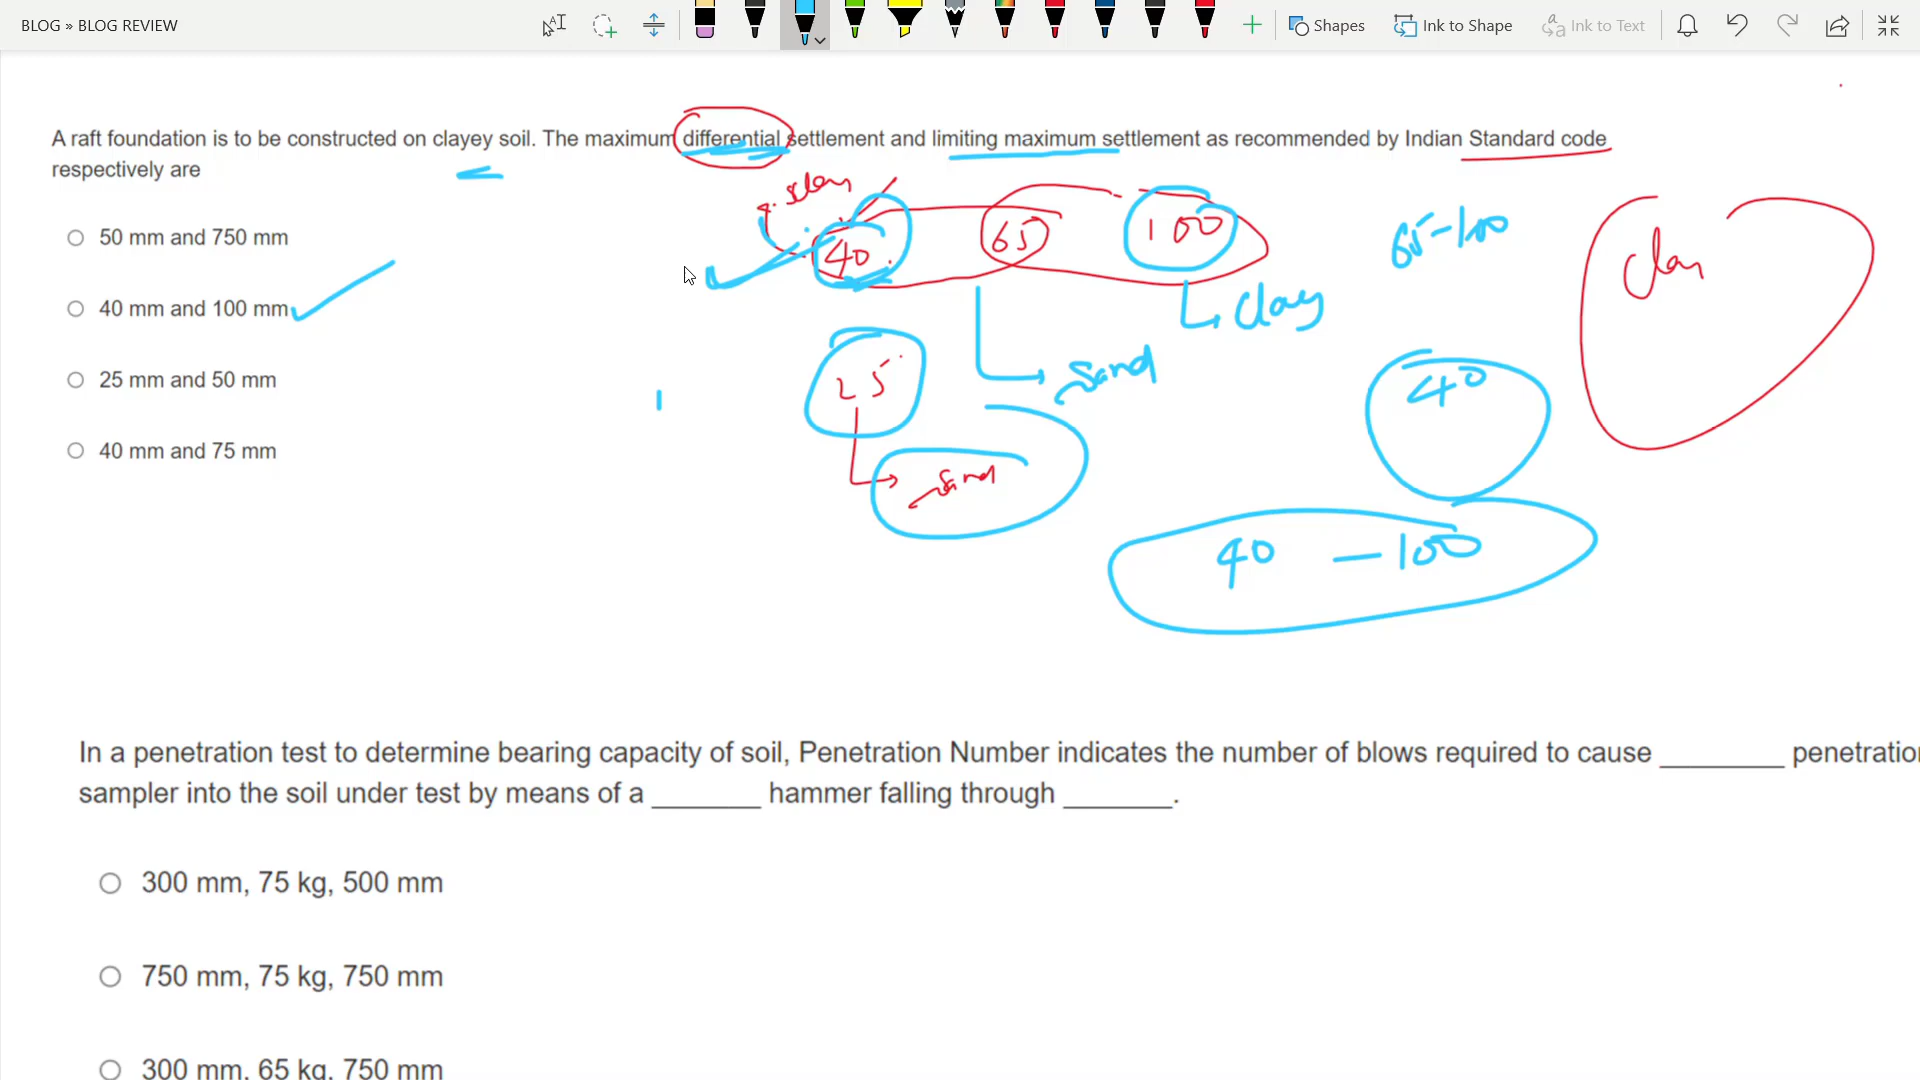 BLOG » BLOG REVIEW
Shapes
Ink to Shape
Ink to Text
A raft foundation is to be constructed on clayey soil. The maximum differential settlement and limiting maximum settlement as recommended by Indian Standard code
respectively are
50 mm and 750 mm
40 mm and 100 mm
25 mm and 50 mm
40 mm and 75 mm
40 65 100
65-100
Clay
Clay
Sand
25
Sand
40
40 — 100
In a penetration test to determine bearing capacity of soil, Penetration Number indicates the number of blows required to cause ________ penetratio
sampler into the soil under test by means of a _______ hammer falling through _______.
300 mm, 75 kg, 500 mm
750 mm, 75 kg, 750 mm
300 mm, 65 kg, 750 mm